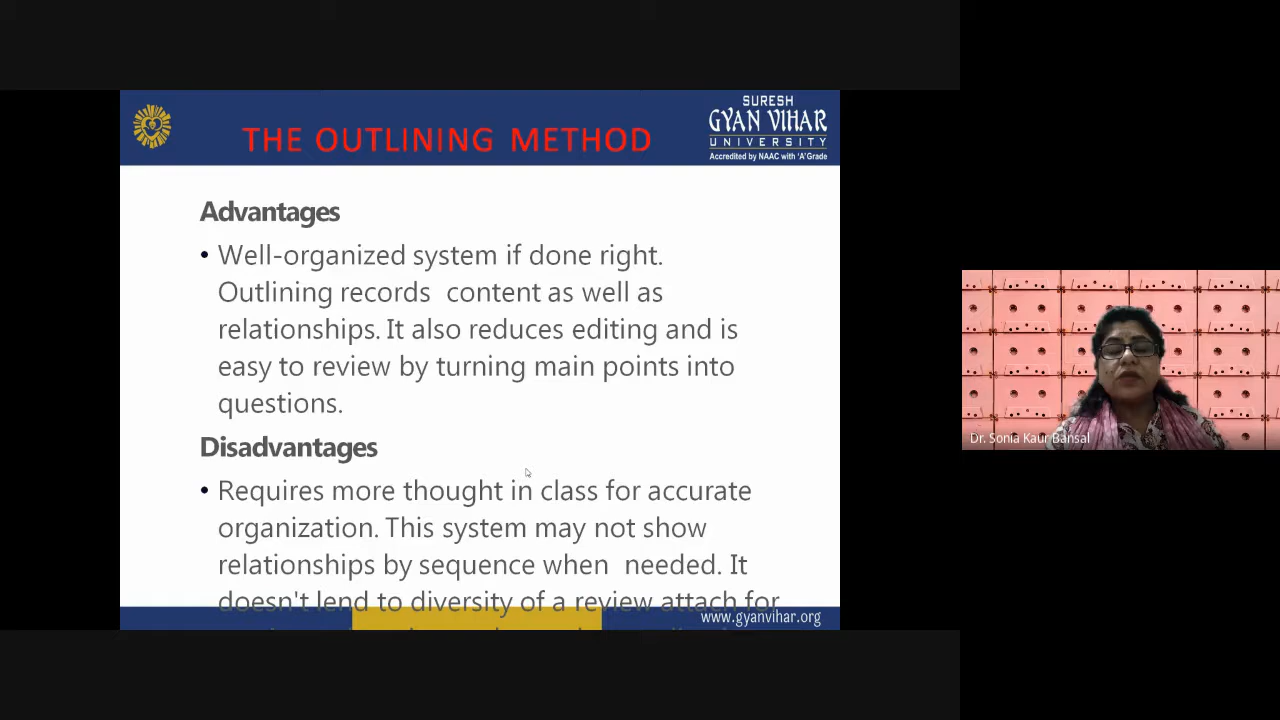 SURESH
GYAN VIHAR
UNIVERSITY
Accredited by NAAC with 'A' Grade
THE OUTLINING METHOD
Advantages
• Well-organized system if done right.
Outlining records content as well as
relationships. It also reduces editing and is
easy to review by turning main points into
questions.
Disadvantages
• Requires more thought in class for accurate
organization. This system may not show
relationships by sequence when needed. It
doesn't lend to diversity of a review attach for
www.gyanvihar.org
Dr. Sonia Kaur Bansal